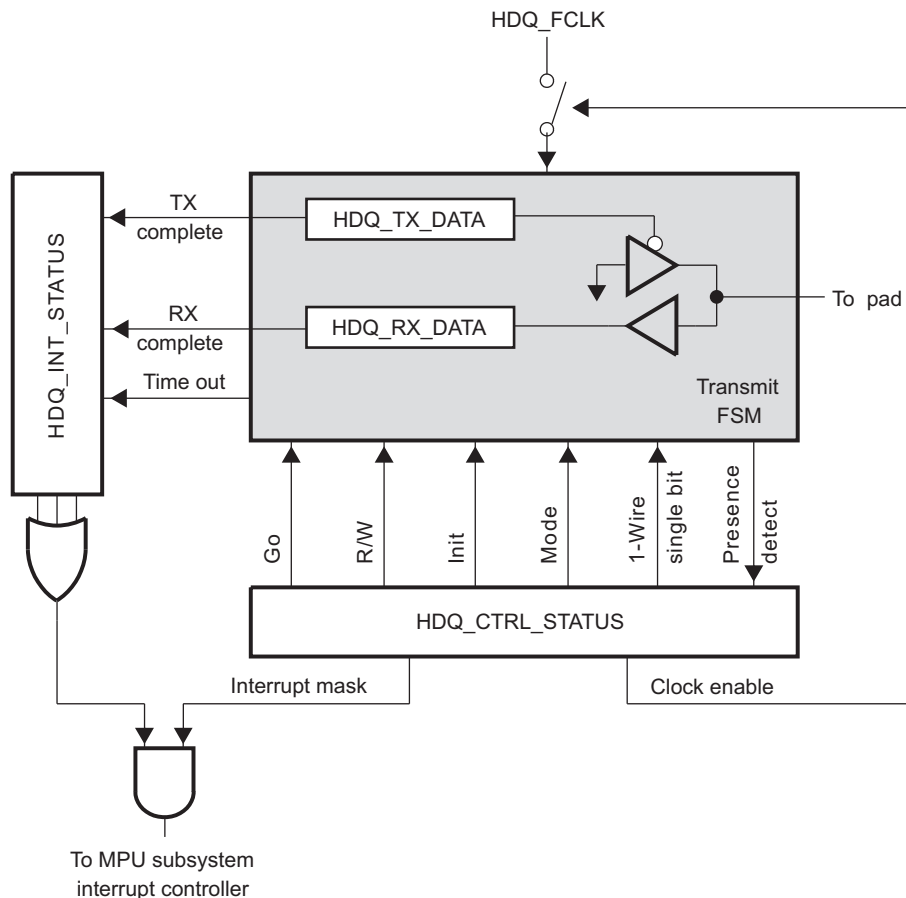 HDQ_FCLK
TX
complete
HDQ_TX_DATA
HDQ_INT_STATUS
RX
complete
HDQ_RX_DATA
To pad
Time out
Transmit
FSM
Go
R/W
Init
Mode
1-Wire
single bit
Presence
detect
HDQ_CTRL_STATUS
Interrupt mask
Clock enable
To MPU subsystem
interrupt controller